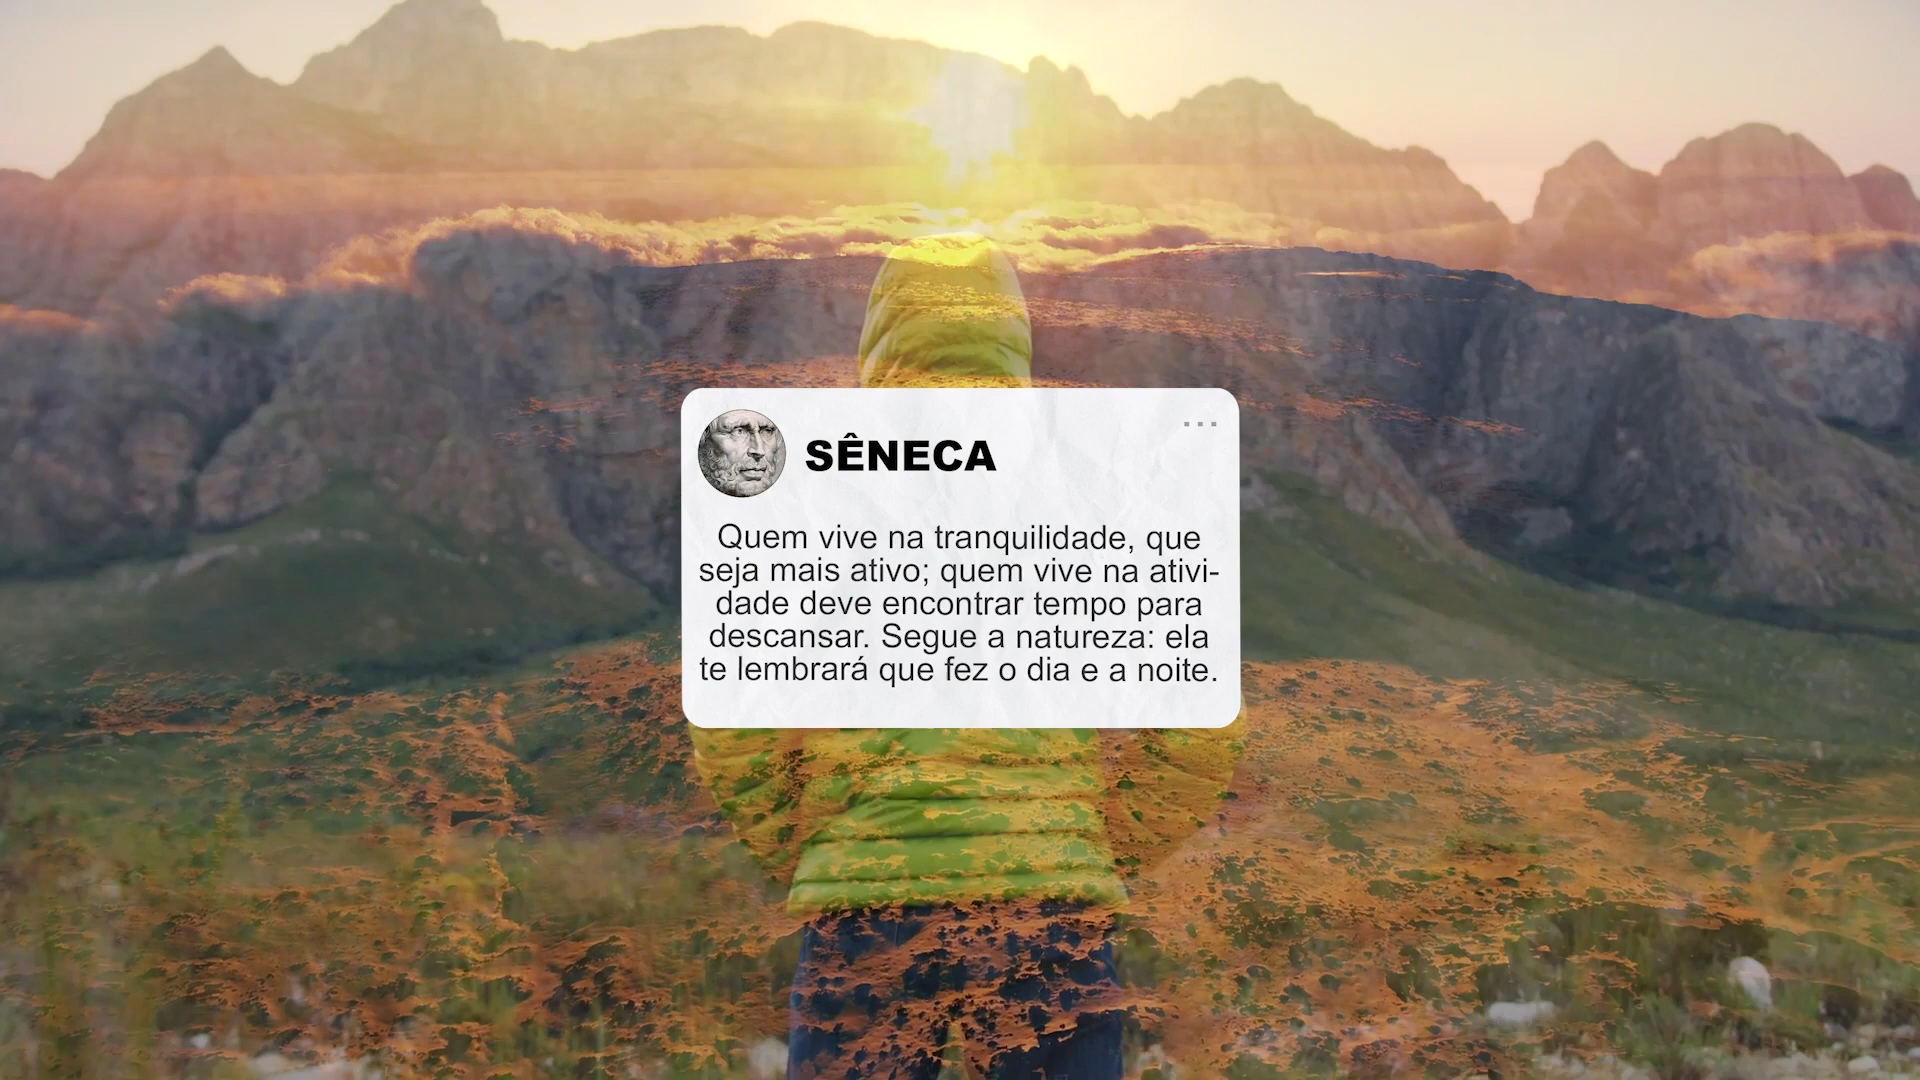 SÊNECA
Quem vive na tranquilidade, que
seja mais ativo; quem vive na ativi-
dade deve encontrar tempo para
descansar. Segue a natureza: ela
te lembrará que fez o dia e a noite.